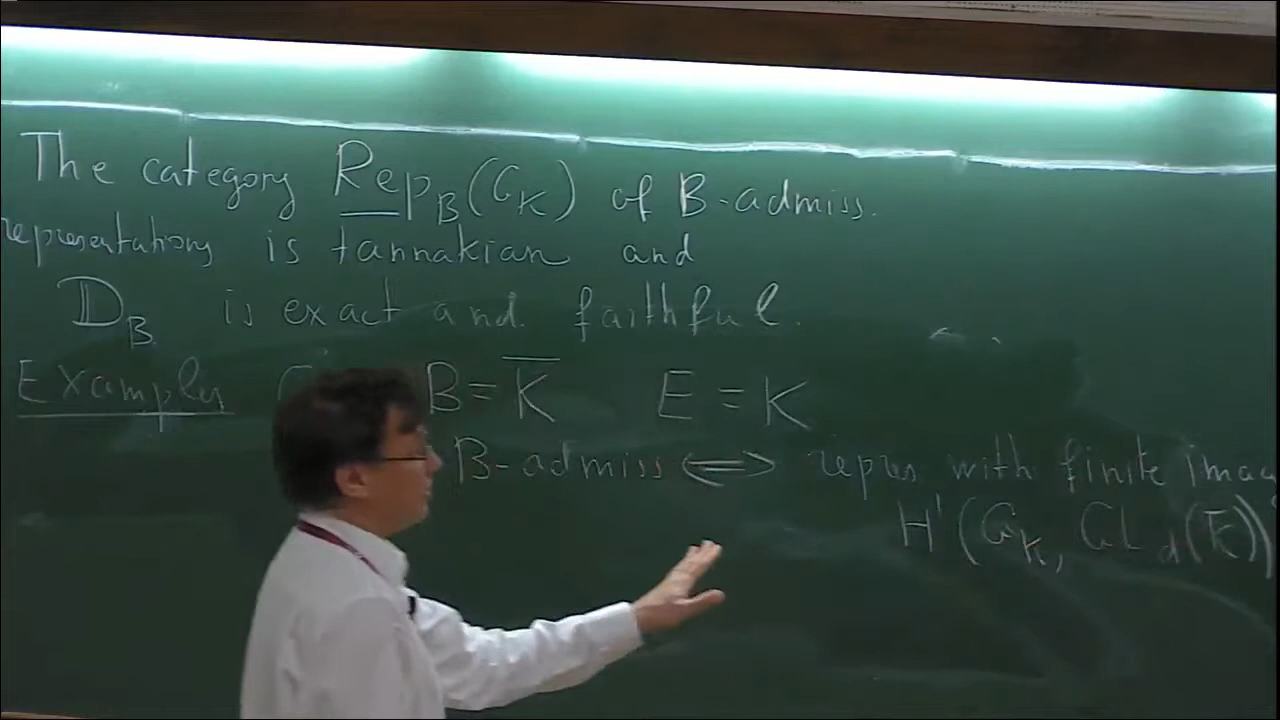 The category Rep_B(G_K) of B-admiss.
representations is tannakian and
D_B is exact and faithful.
Examples B = K̅ E = K
B-admiss ⟺ repres with finite imag
H¹(G_K, GL_d(K̅))